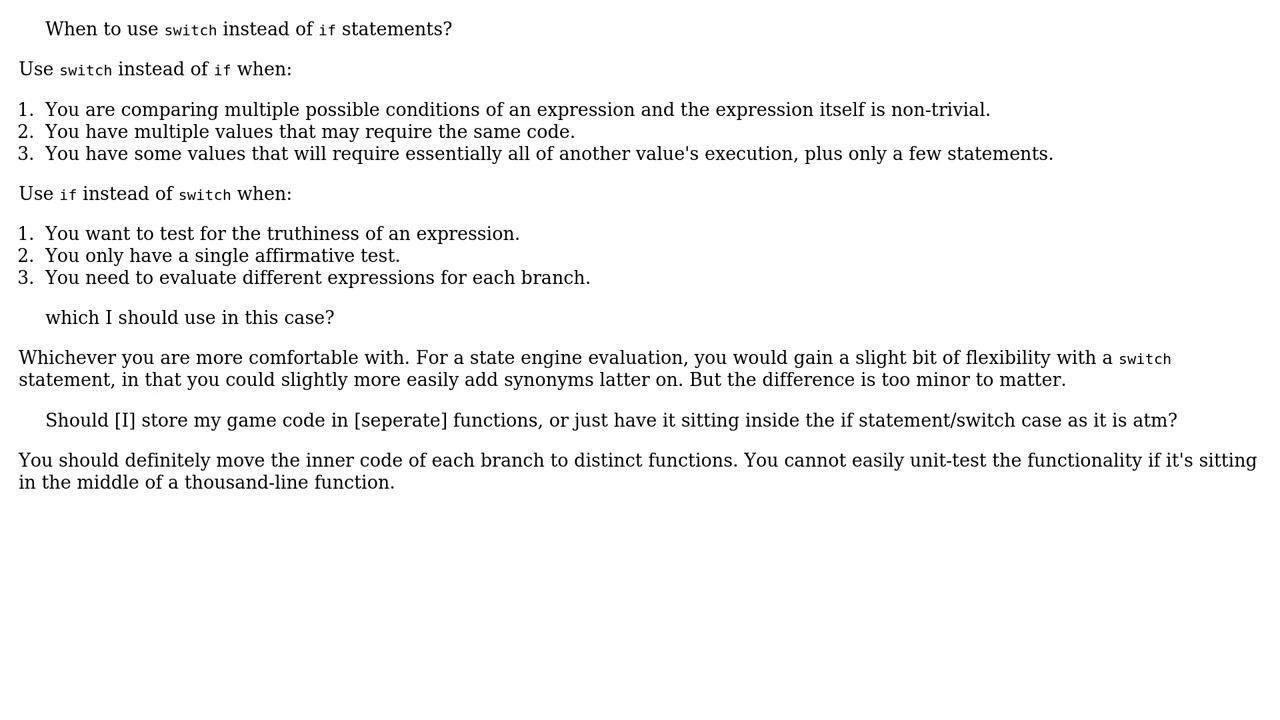 When to use switch instead of if statements?
Use switch instead of if when:
1. You are comparing multiple possible conditions of an expression and the expression itself is non-trivial.
2. You have multiple values that may require the same code.
3. You have some values that will require essentially all of another value's execution, plus only a few statements.
Use if instead of switch when:
1. You want to test for the truthiness of an expression.
2. You only have a single affirmative test.
3. You need to evaluate different expressions for each branch.
which I should use in this case?
Whichever you are more comfortable with. For a state engine evaluation, you would gain a slight bit of flexibility with a switch
statement, in that you could slightly more easily add synonyms latter on. But the difference is too minor to matter.
Should [I] store my game code in [seperate] functions, or just have it sitting inside the if statement/switch case as it is atm?
You should definitely move the inner code of each branch to distinct functions. You cannot easily unit-test the functionality if it's sitting
in the middle of a thousand-line function.